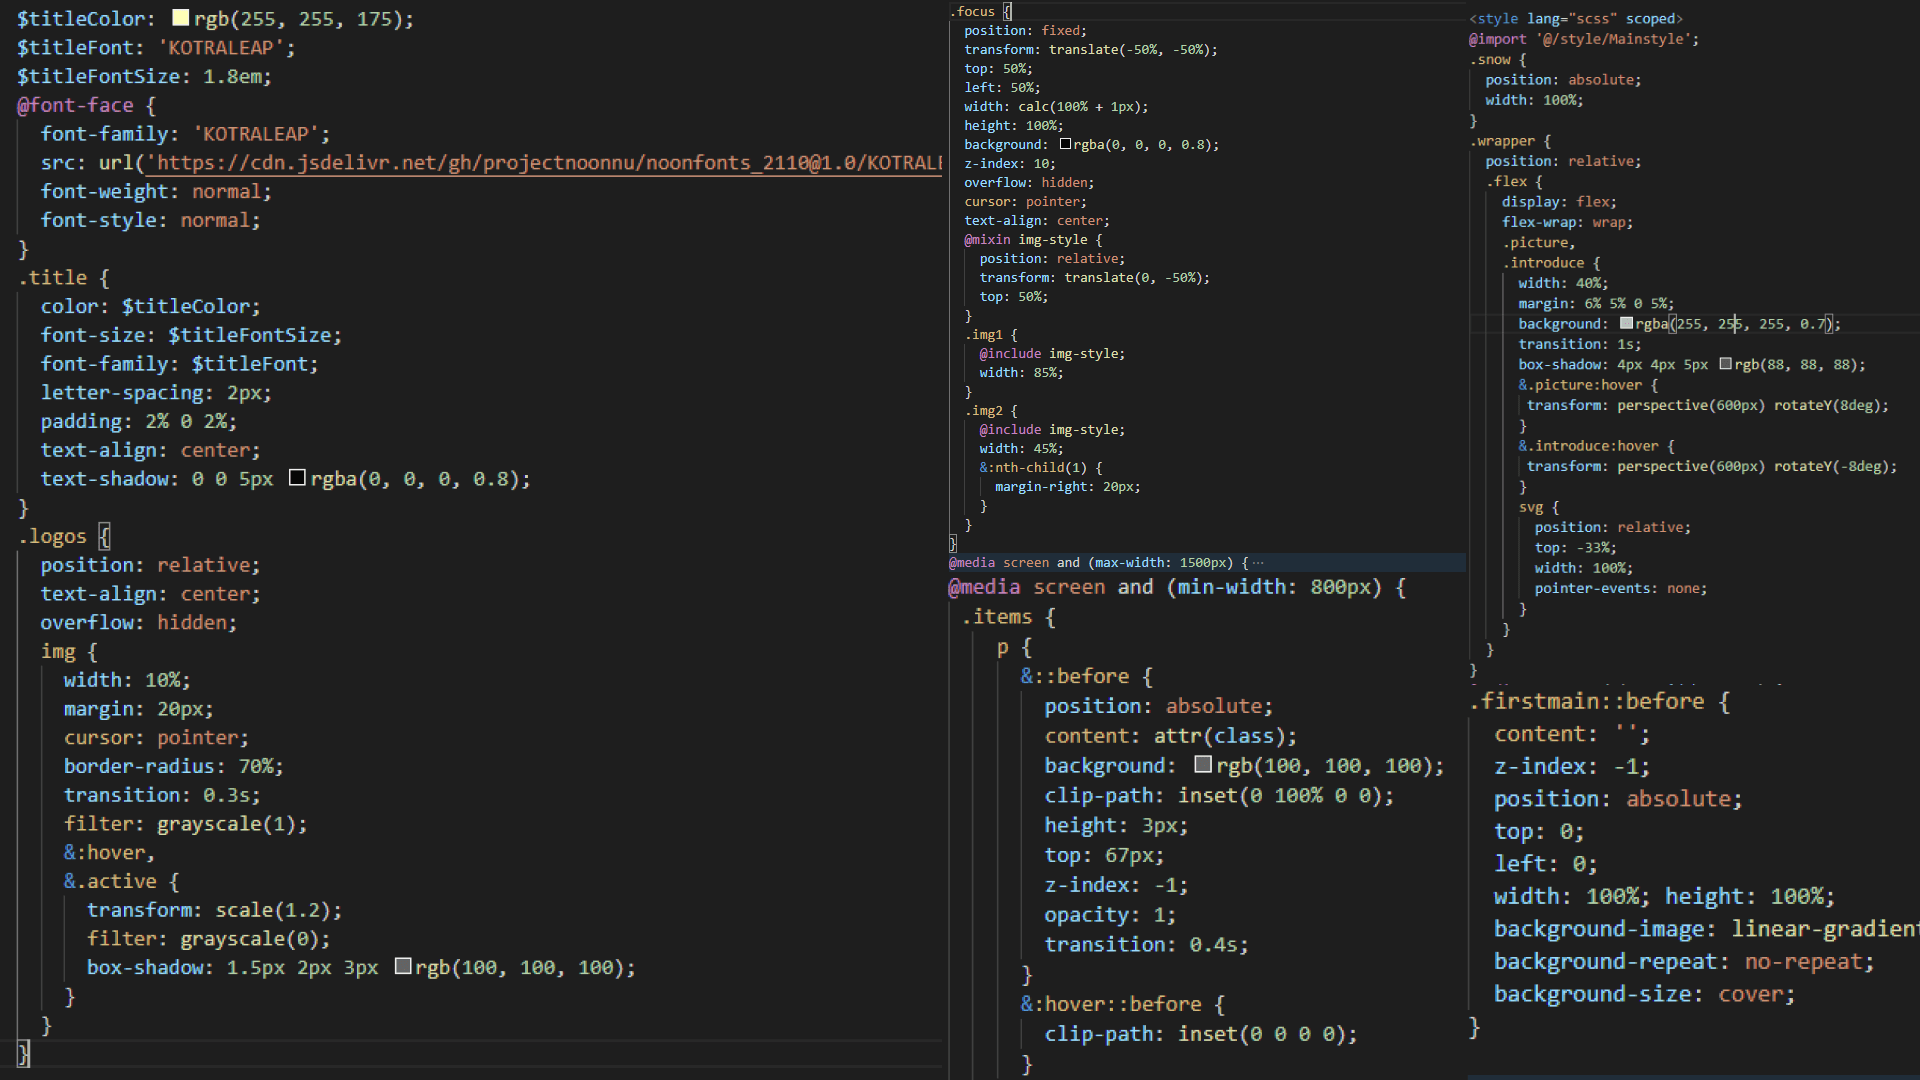 $titleColor: rgb(255, 255, 175);
$titleFont: 'KOTRALEAP';
$titleFontSize: 1.8em;
@font-face {
font-family: 'KOTRALEAP';
src: url('https://cdn.jsdelivr.net/gh/projectnoonnu/noonfonts_2110@1.0/KOTRALE
font-weight: normal;
font-style: normal;
}
.title {
color: $titleColor;
font-size: $titleFontSize;
font-family: $titleFont;
letter-spacing: 2px;
padding: 2% 0 2%;
text-align: center;
text-shadow: 0 0 5px rgba(0, 0, 0, 0.8);
}
.logos {
position: relative;
text-align: center;
overflow: hidden;
img {
width: 10%;
margin: 20px;
cursor: pointer;
border-radius: 70%;
transition: 0.3s;
filter: grayscale(1);
&:hover,
&.active {
transform: scale(1.2);
filter: grayscale(0);
box-shadow: 1.5px 2px 3px rgb(100, 100, 100);
}
}
}
.focus {
position: fixed;
transform: translate(-50%, -50%);
top: 50%;
left: 50%;
width: calc(100% + 1px);
height: 100%;
background: rgba(0, 0, 0, 0.8);
z-index: 10;
overflow: hidden;
cursor: pointer;
text-align: center;
@mixin img-style {
position: relative;
transform: translate(0, -50%);
top: 50%;
}
.img1 {
@include img-style;
width: 85%;
}
.img2 {
@include img-style;
width: 45%;
&:nth-child(1) {
margin-right: 20px;
}
}
}
@media screen and (max-width: 1500px) { ...
@media screen and (min-width: 800px) {
.items {
p {
&::before {
position: absolute;
content: attr(class);
background: rgb(100, 100, 100);
clip-path: inset(0 100% 0 0);
height: 3px;
top: 67px;
z-index: -1;
opacity: 1;
transition: 0.4s;
}
&:hover::before {
clip-path: inset(0 0 0 0);
}
<style lang="scss" scoped>
@import '@/style/Mainstyle';
.snow {
position: absolute;
width: 100%;
}
.wrapper {
position: relative;
.flex {
display: flex;
flex-wrap: wrap;
.picture,
.introduce {
width: 40%;
margin: 6% 5% 0 5%;
background: rgba(255, 255, 255, 0.7);
transition: 1s;
box-shadow: 4px 4px 5px rgb(88, 88, 88);
&.picture:hover {
transform: perspective(600px) rotateY(8deg);
}
&.introduce:hover {
transform: perspective(600px) rotateY(-8deg);
}
svg {
position: relative;
top: -33%;
width: 100%;
pointer-events: none;
}
}
}
}
.firstmain::before {
content: '';
z-index: -1;
position: absolute;
top: 0;
left: 0;
width: 100%; height: 100%;
background-image: linear-gradient
background-repeat: no-repeat;
background-size: cover;
}